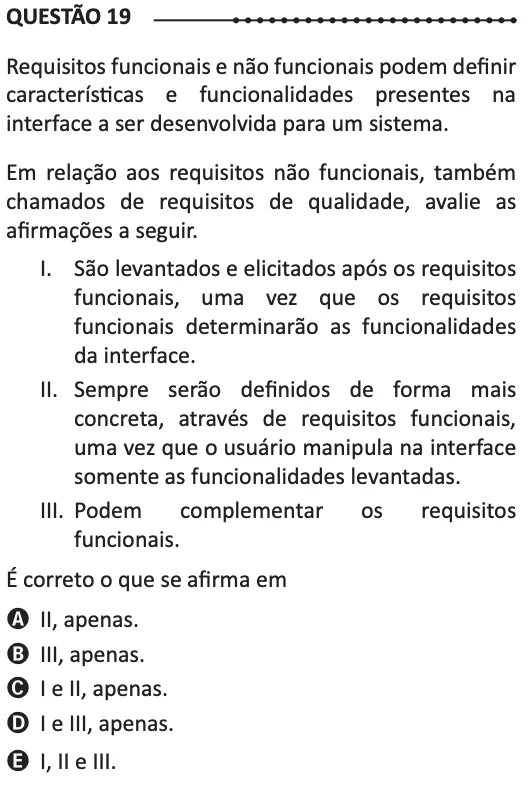 QUESTÃO 19
Requisitos funcionais e não funcionais podem definir
características e funcionalidades presentes na
interface a ser desenvolvida para um sistema.
Em relação aos requisitos não funcionais, também
chamados de requisitos de qualidade, avalie as
afirmações a seguir.
I. São levantados e elicitados após os requisitos
funcionais, uma vez que os requisitos
funcionais determinarão as funcionalidades
da interface.
II. Sempre serão definidos de forma mais
concreta, através de requisitos funcionais,
uma vez que o usuário manipula na interface
somente as funcionalidades levantadas.
III. Podem complementar os requisitos
funcionais.
É correto o que se afirma em
A II, apenas.
B III, apenas.
C I e II, apenas.
D I e III, apenas.
E I, II e III.